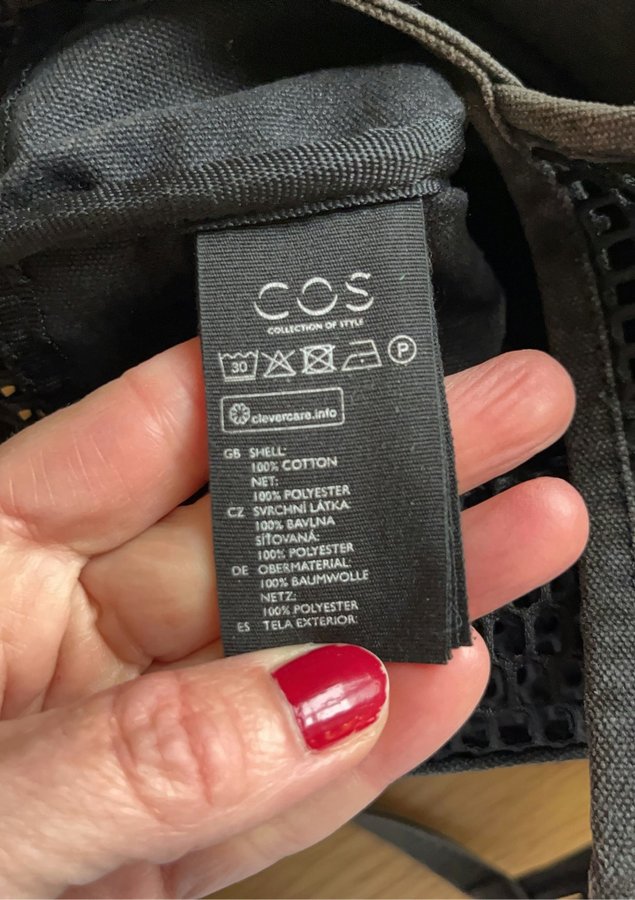 COS
COLLECTION OF STYLE
30 P
clevercare.info
GB SHELL:
100% COTTON
NET:
100% POLYESTER
CZ SVRCHNÍ LÁTKA:
100% BAVLNA
SÍŤOVANÁ:
100% POLYESTER
DE OBERMATERIAL:
100% BAUMWOLLE
NETZ:
100% POLYESTER
ES TELA EXTERIOR: